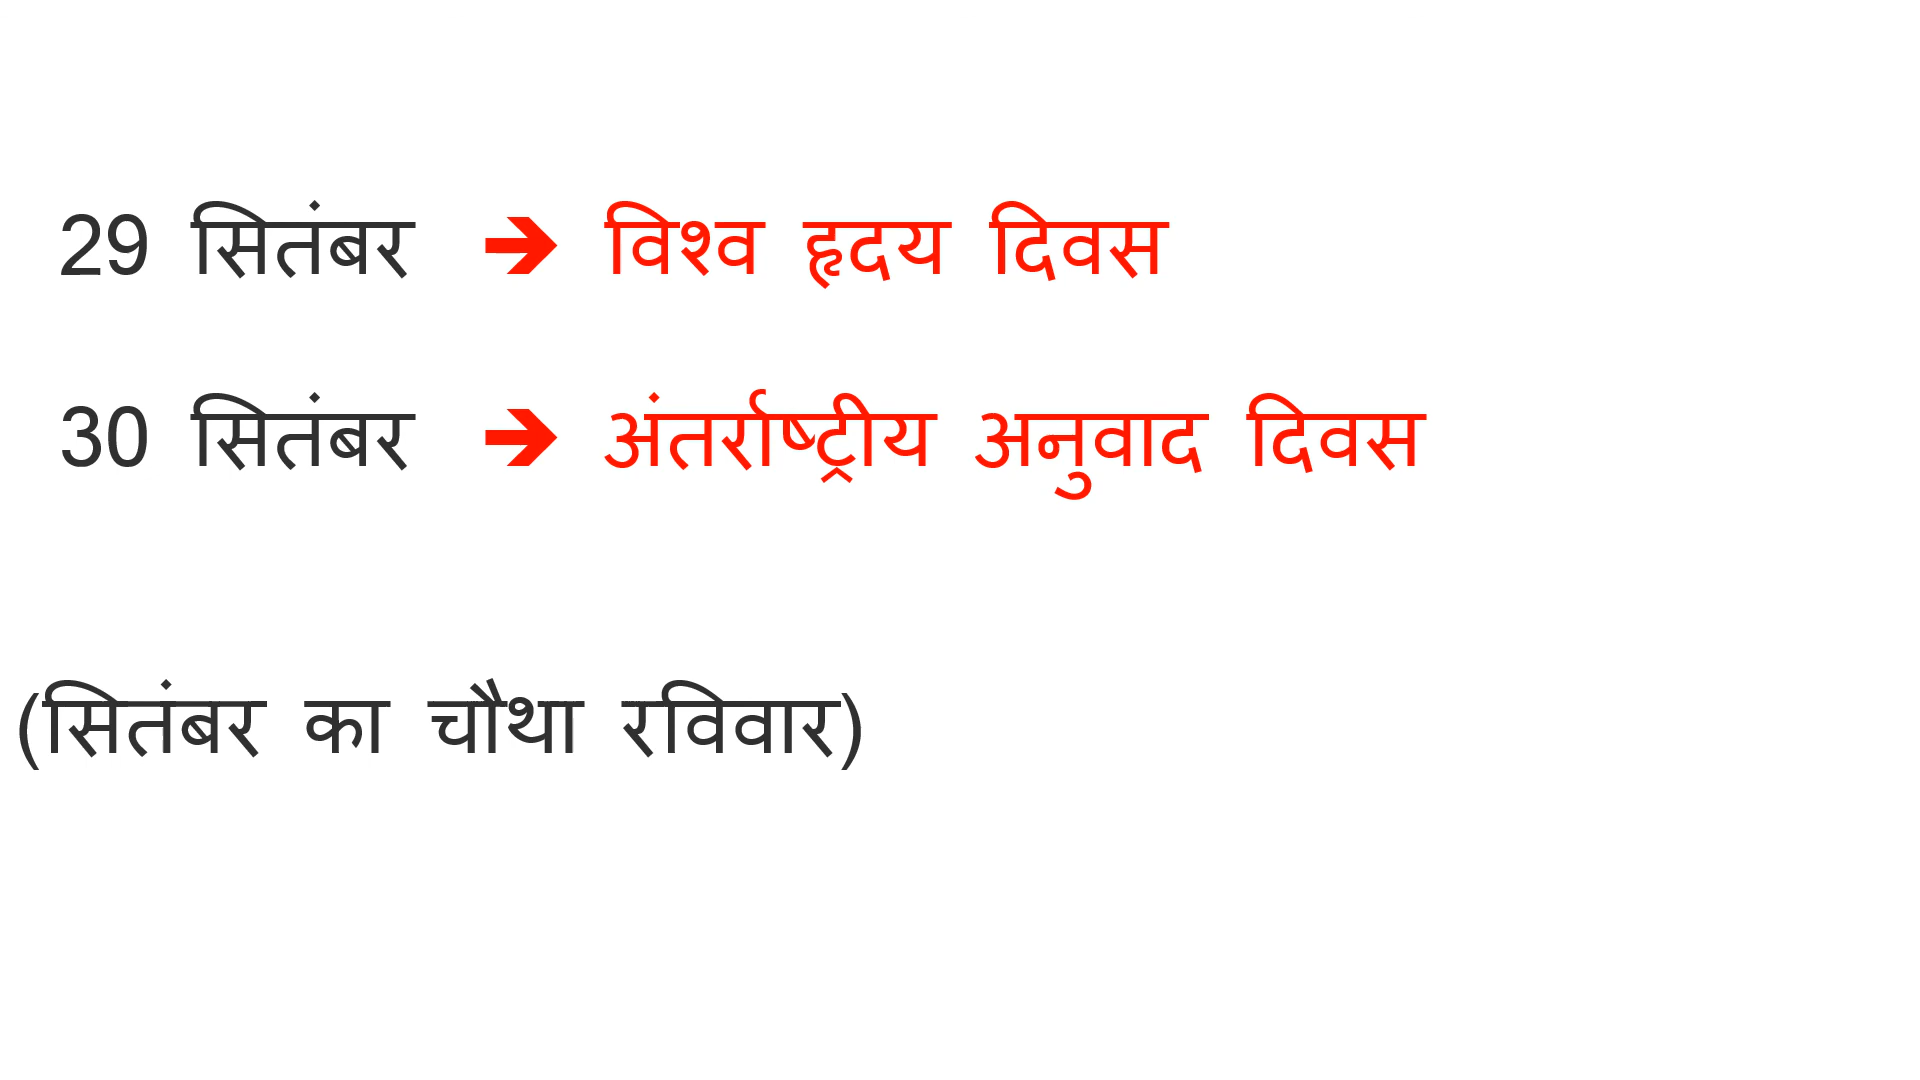 29 सितंबर 🡺 विश्व हृदय दिवस
30 सितंबर 🡺 अंतर्राष्ट्रीय अनुवाद दिवस
(सितंबर का चौथा रविवार)